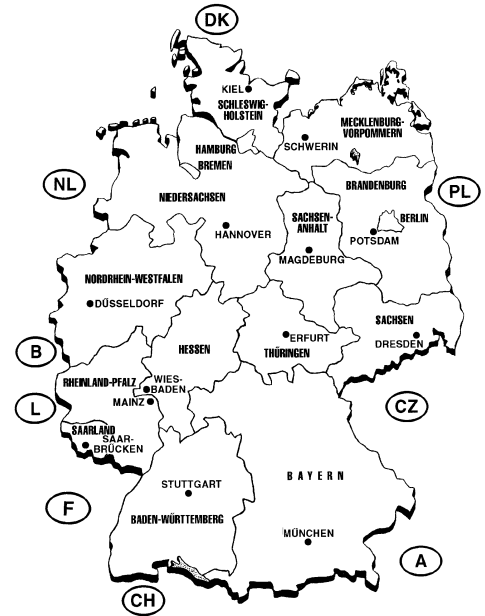 DK
KIEL
SCHLESWIG-
HOLSTEIN
MECKLENBURG-
VORPOMMERN
SCHWERIN
HAMBURG
BREMEN
NL
NIEDERSACHSEN
BRANDENBURG
PL
SACHSEN-
ANHALT
BERLIN
HANNOVER
POTSDAM
MAGDEBURG
NORDRHEIN-WESTFALEN
DÜSSELDORF
SACHSEN
ERFURT
DRESDEN
B
HESSEN
THÜRINGEN
RHEINLAND-PFALZ
WIES-
BADEN
MAINZ
L
CZ
SAARLAND
SAAR-
BRÜCKEN
BAYERN
STUTTGART
F
BADEN-WÜRTTEMBERG
MÜNCHEN
A
CH